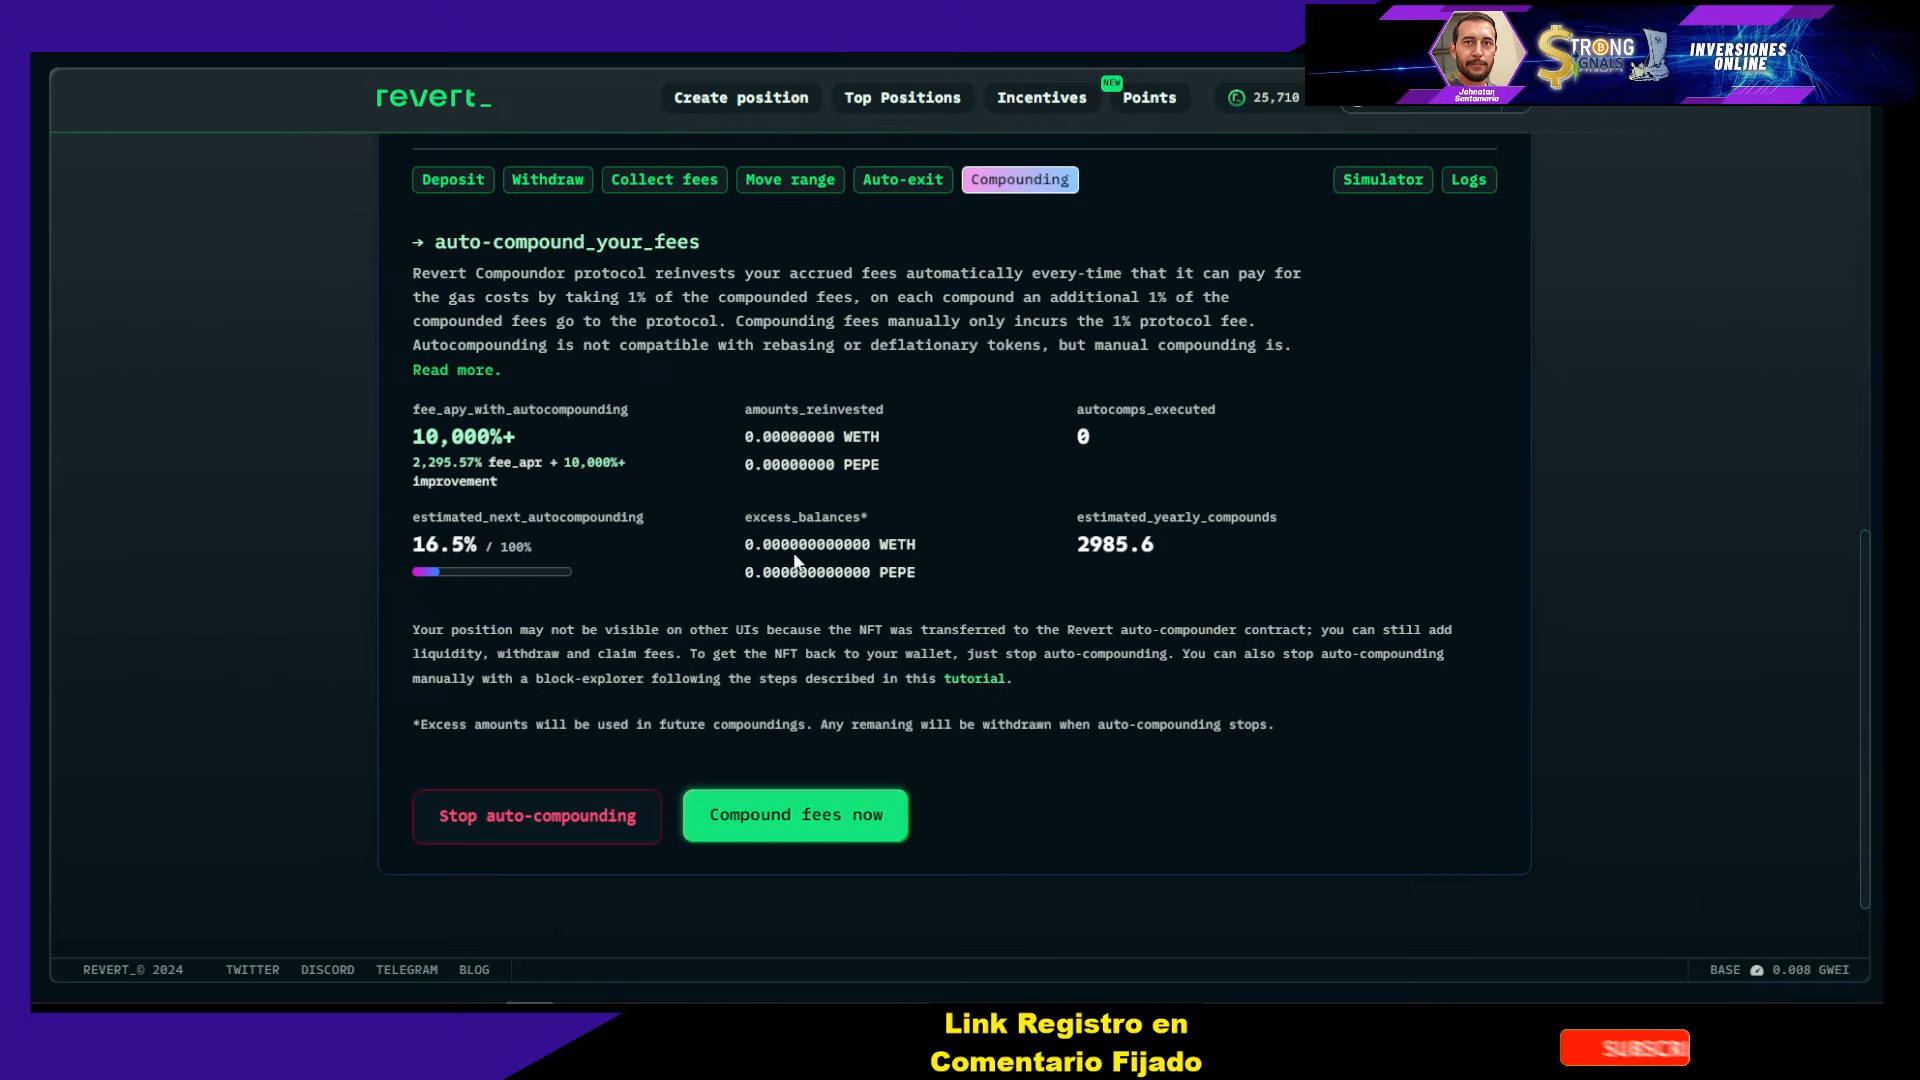 revert_
Create position
Top Positions
Incentives
NEW
Points
25,710
Johnatan
Santamaria
STRONG
SIGNALS
INVERSIONES
ONLINE
Deposit
Withdraw
Collect fees
Move range
Auto-exit
Compounding
Simulator
Logs
→ auto-compound_your_fees
Revert Compoundor protocol reinvests your accrued fees automatically every-time that it can pay for
the gas costs by taking 1% of the compounded fees, on each compound an additional 1% of the
compounded fees go to the protocol. Compounding fees manually only incurs the 1% protocol fee.
Autocompounding is not compatible with rebasing or deflationary tokens, but manual compounding is.
Read more.
fee_apy_with_autocompounding
10,000%+
2,295.57% fee_apr + 10,000%+
improvement
amounts_reinvested
0.00000000 WETH
0.00000000 PEPE
autocomps_executed
0
estimated_next_autocompounding
16.5% / 100%
excess_balances*
0.000000000000 WETH
0.000000000000 PEPE
estimated_yearly_compounds
2985.6
Your position may not be visible on other UIs because the NFT was transferred to the Revert auto-compounder contract; you can still add
liquidity, withdraw and claim fees. To get the NFT back to your wallet, just stop auto-compounding. You can also stop auto-compounding
manually with a block-explorer following the steps described in this tutorial.
*Excess amounts will be used in future compoundings. Any remaning will be withdrawn when auto-compounding stops.
Stop auto-compounding
Compound fees now
REVERT_© 2024
TWITTER
DISCORD
TELEGRAM
BLOG
BASE
0.008 GWEI
Link Registro en
Comentario Fijado
SUBSCRI